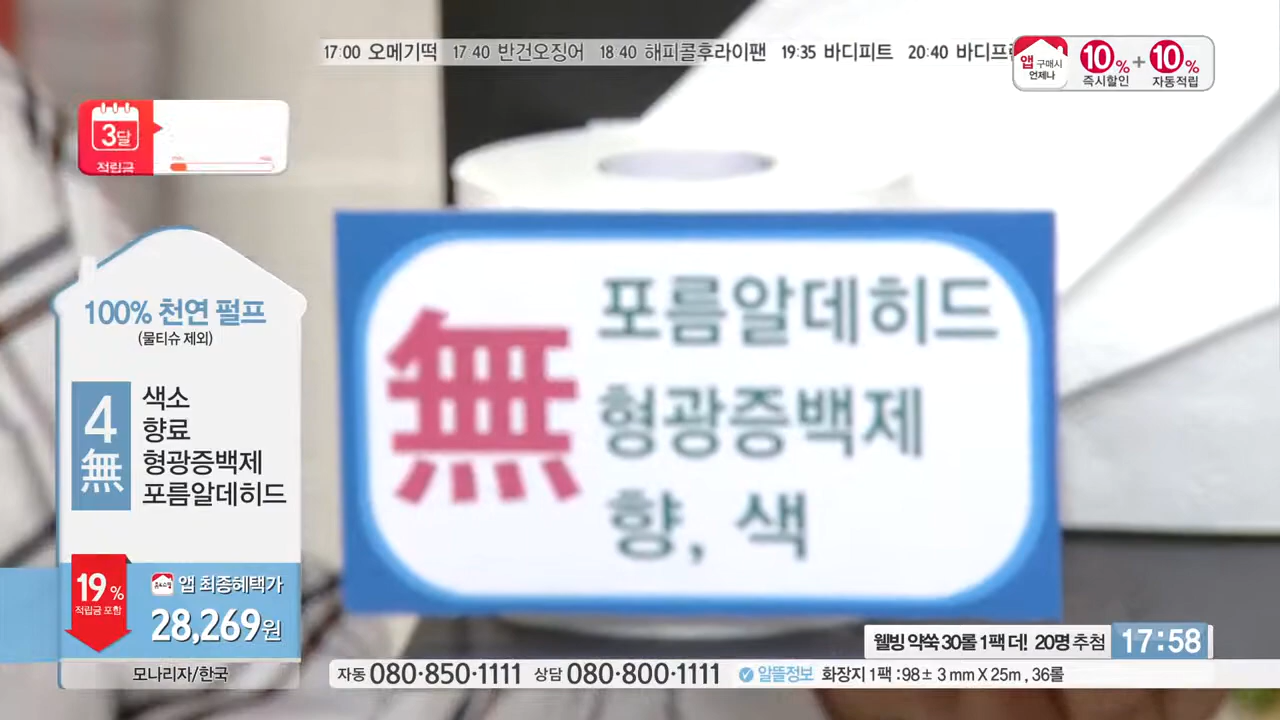 17:00 오메기떡 17 40 반건오징어 18 40 해피콜후라이팬 19:35 바디피트 20:40 바디프
앱 구매시 언제나
10% + 10%
즉시할인 자동적립
3달
적립금
100% 천연 펄프
(물티슈 제외)
4無
색소
향료
형광증백제
포름알데히드
無
포름알데히드
형광증백제
향, 색
19%
적립금 포함
앱 최종혜택가
28,269원
모나리자/한국
웰빙 약쑥 30롤 1팩 더! 20명 추첨 17:58
자동 080·850·1111 상담 080·800·1111 알뜰정보 화장지 1팩 : 98± 3 mm X 25m , 36롤